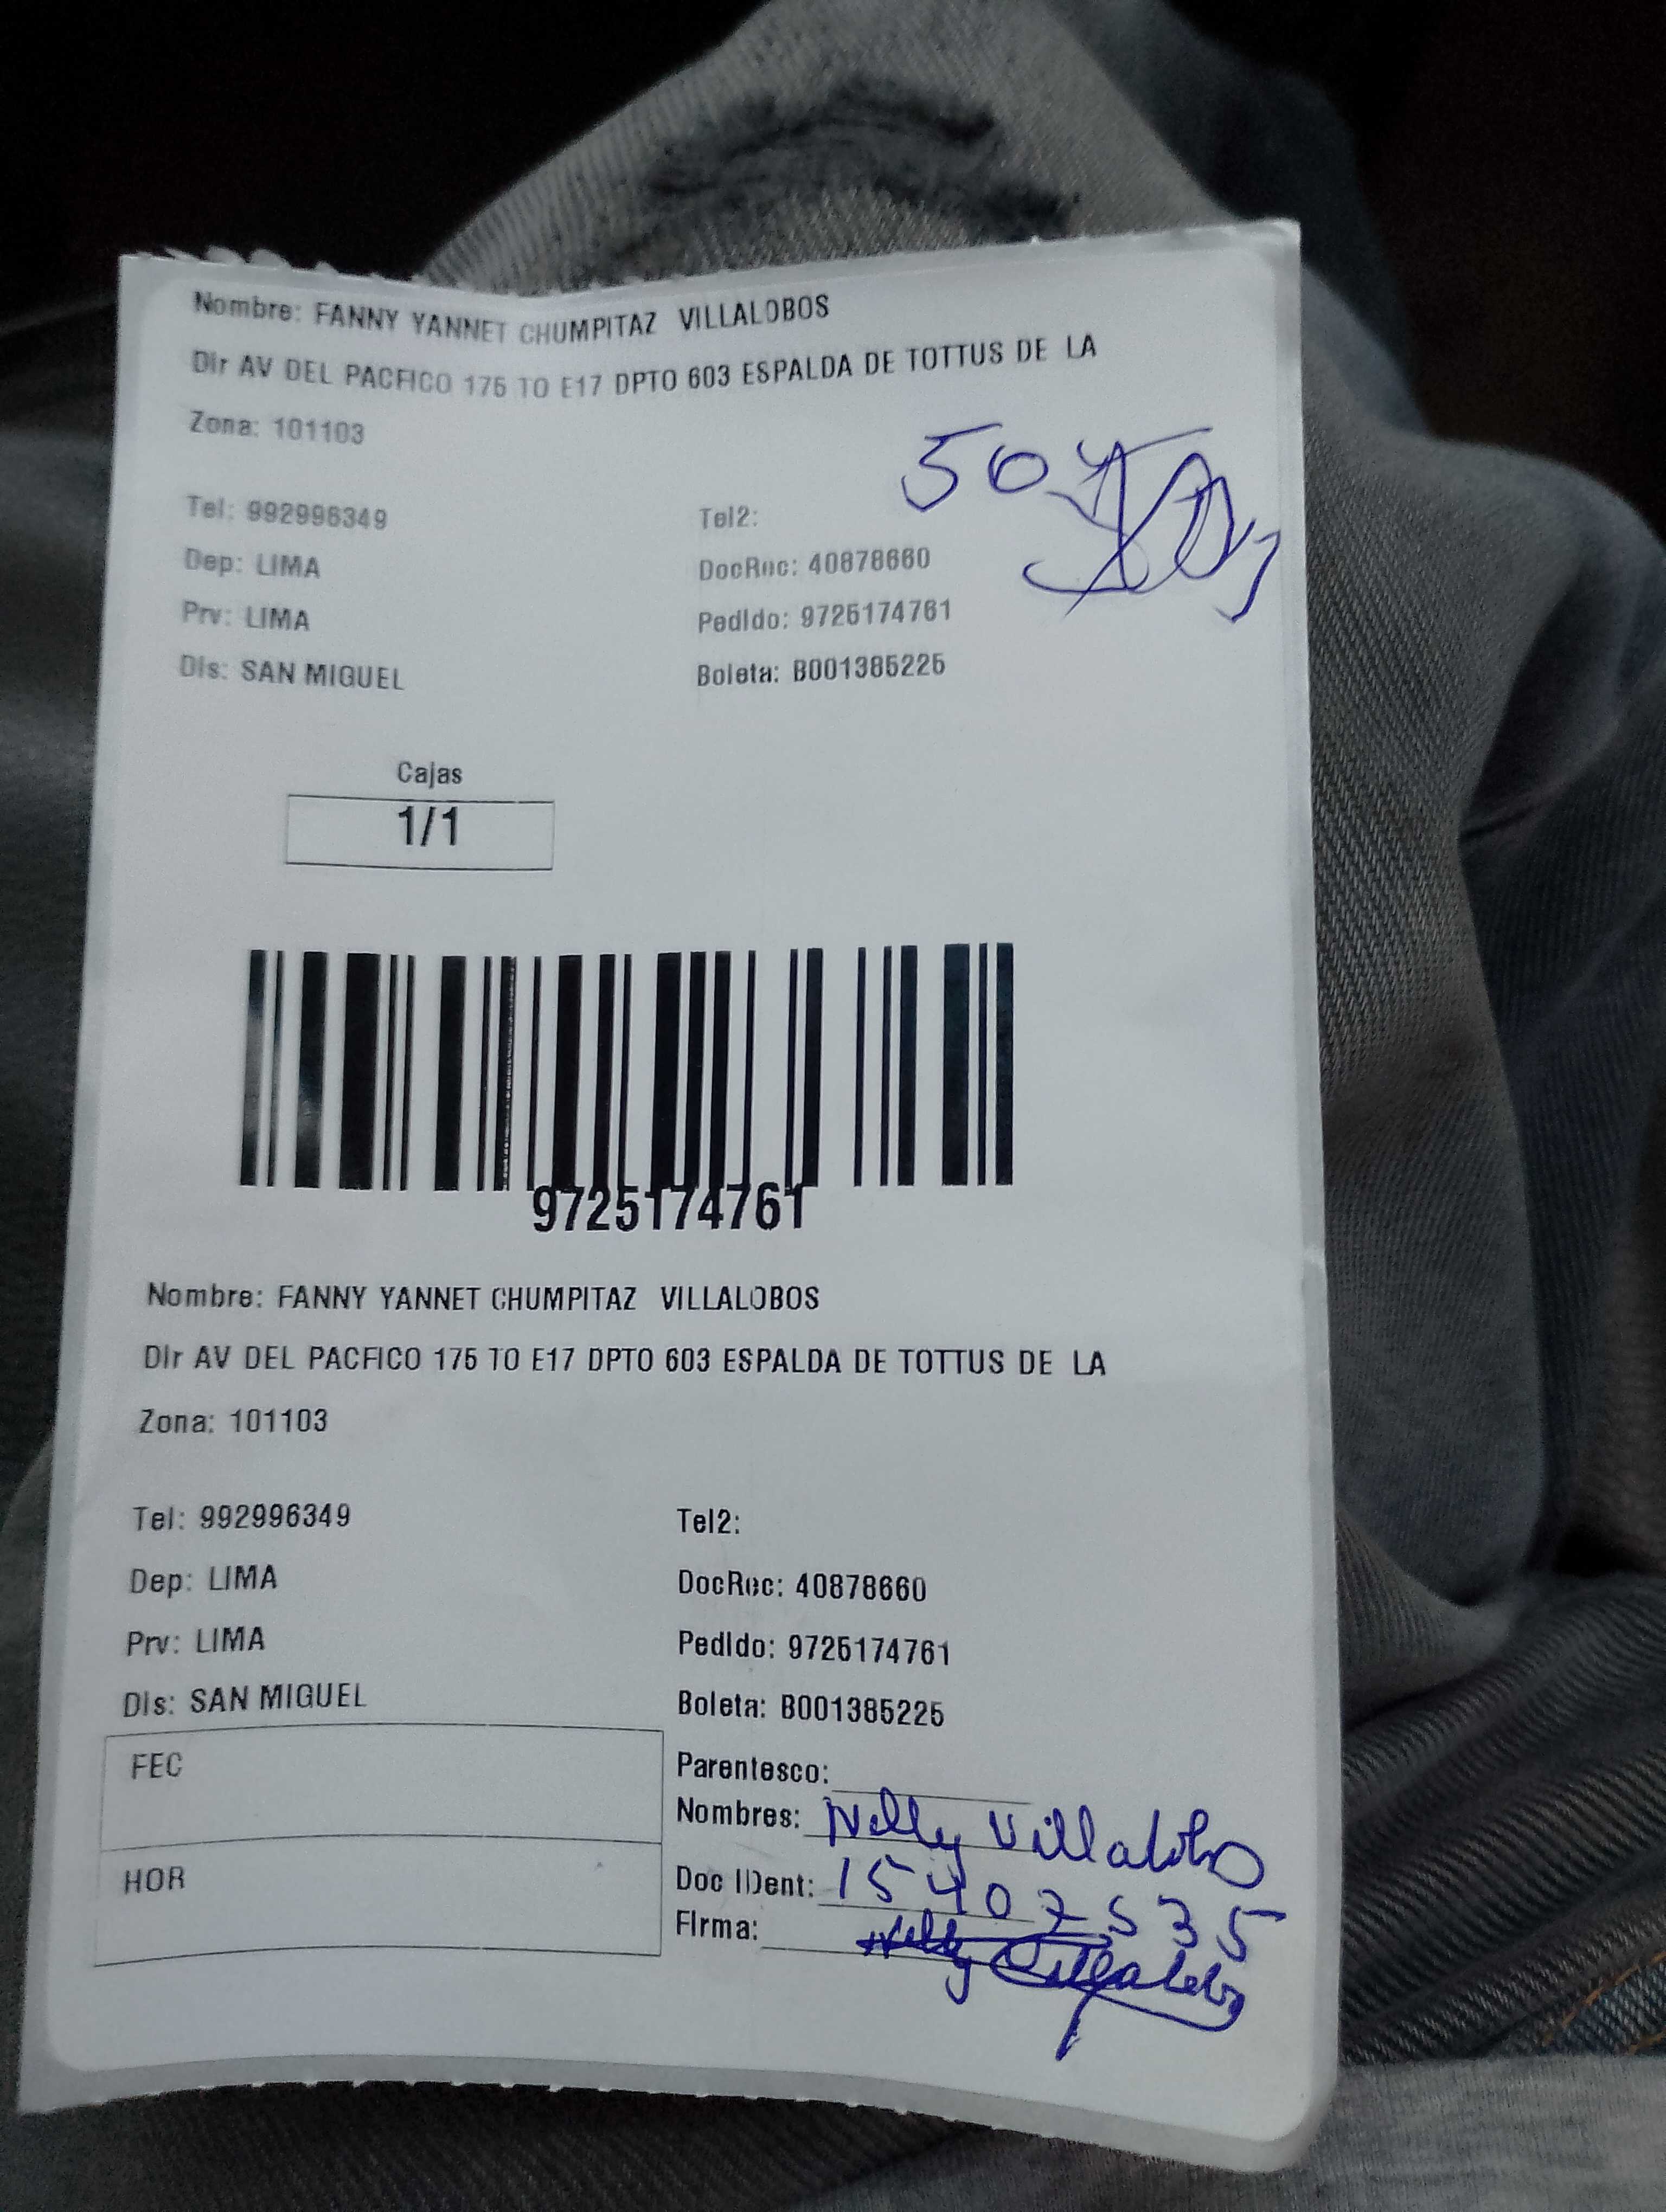 Nombre: FANNY YANNET CHUMPITAZ VILLALOBOS
Dir AV DEL PACFICO 175 TO E17 DPTO 603 ESPALDA DE TOTTUS DE LA
Zona: 101103
50
Tel: 992996349 Tel2:
Dep: LIMA DocRec: 40878660
Prv: LIMA Pedido: 9725174761
Dis: SAN MIGUEL Boleta: B001385225
Cajas
1/1
9725174761
Nombre: FANNY YANNET CHUMPITAZ VILLALOBOS
Dir AV DEL PACFICO 175 TO E17 DPTO 603 ESPALDA DE TOTTUS DE LA
Zona: 101103
Tel: 992996349 Tel2:
Dep: LIMA DocRec: 40878660
Prv: LIMA Pedido: 9725174761
Dis: SAN MIGUEL Boleta: B001385225
FEC Parentesco:
Nombres: Nelly Villalobo
HOR Doc IDent: 15407535
Firma: Nelly Villalobo